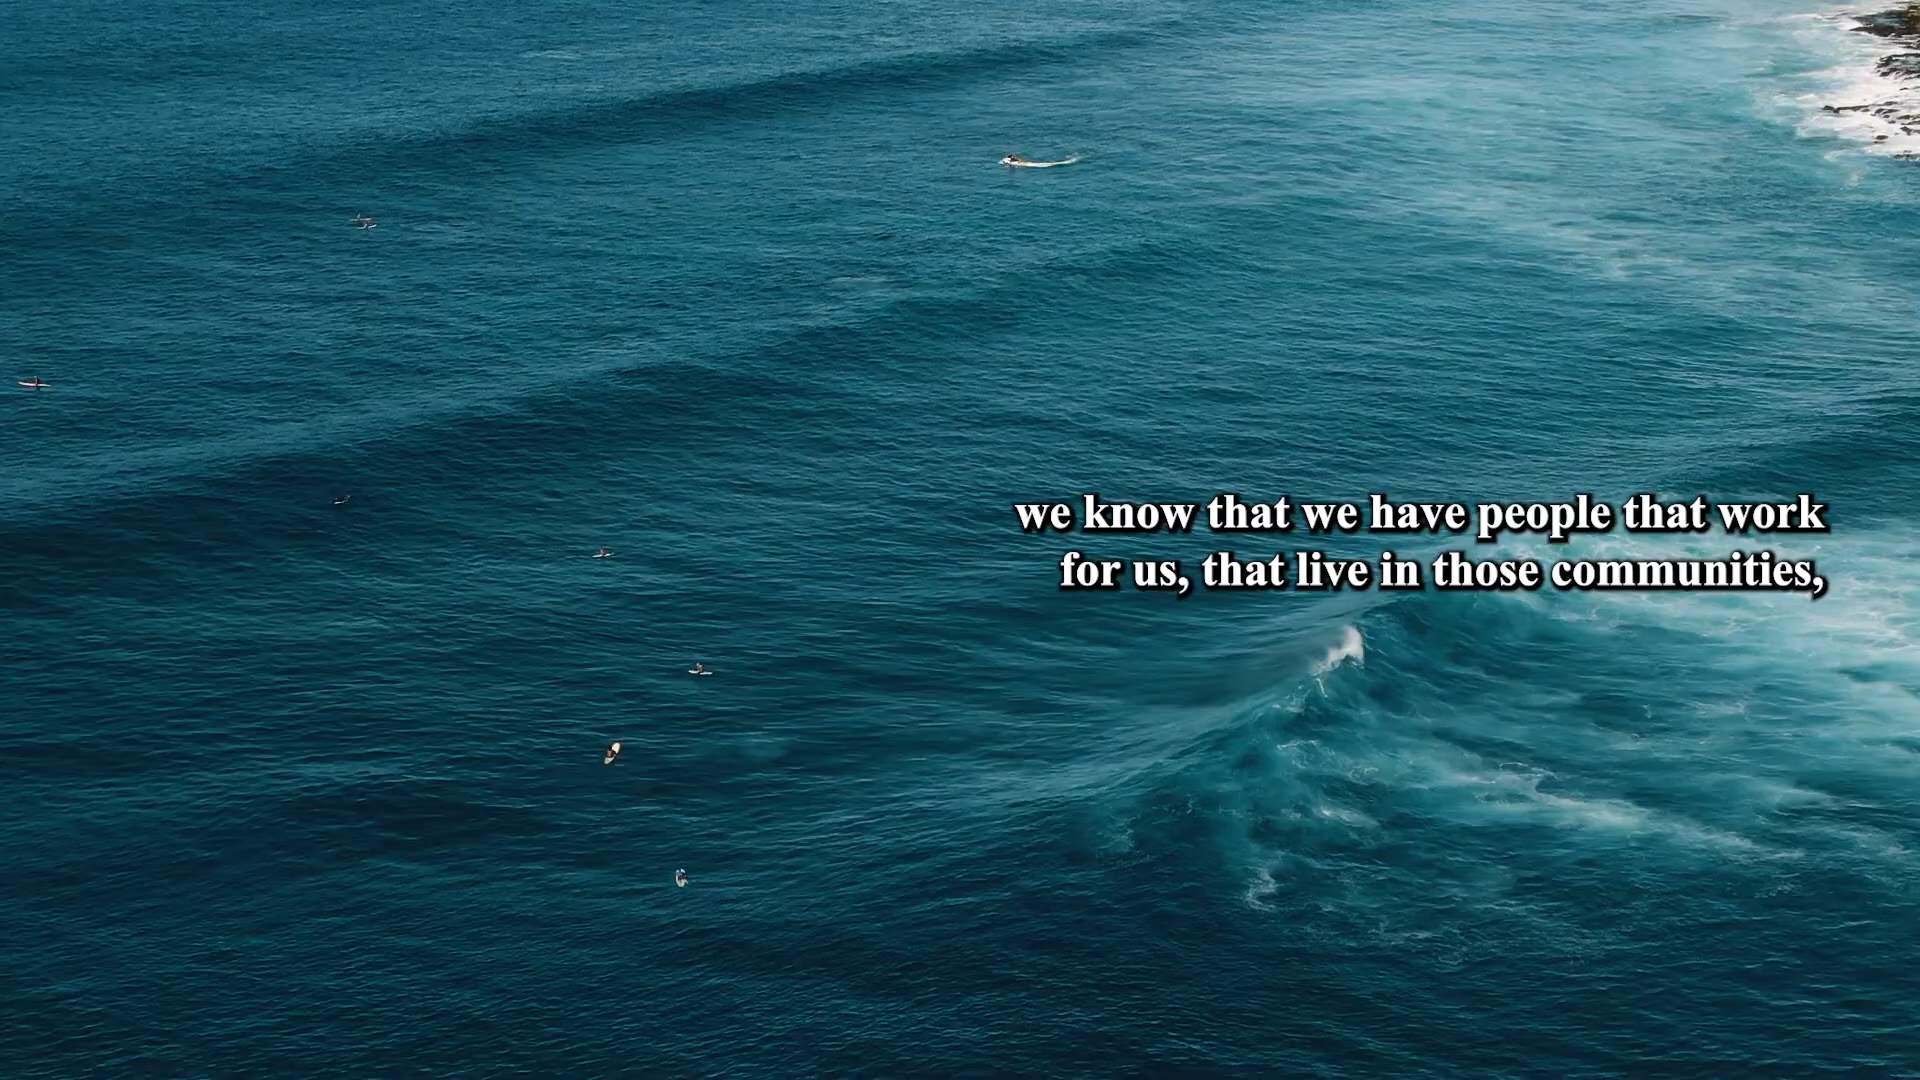 we know that we have people that work
for us, that live in those communities,